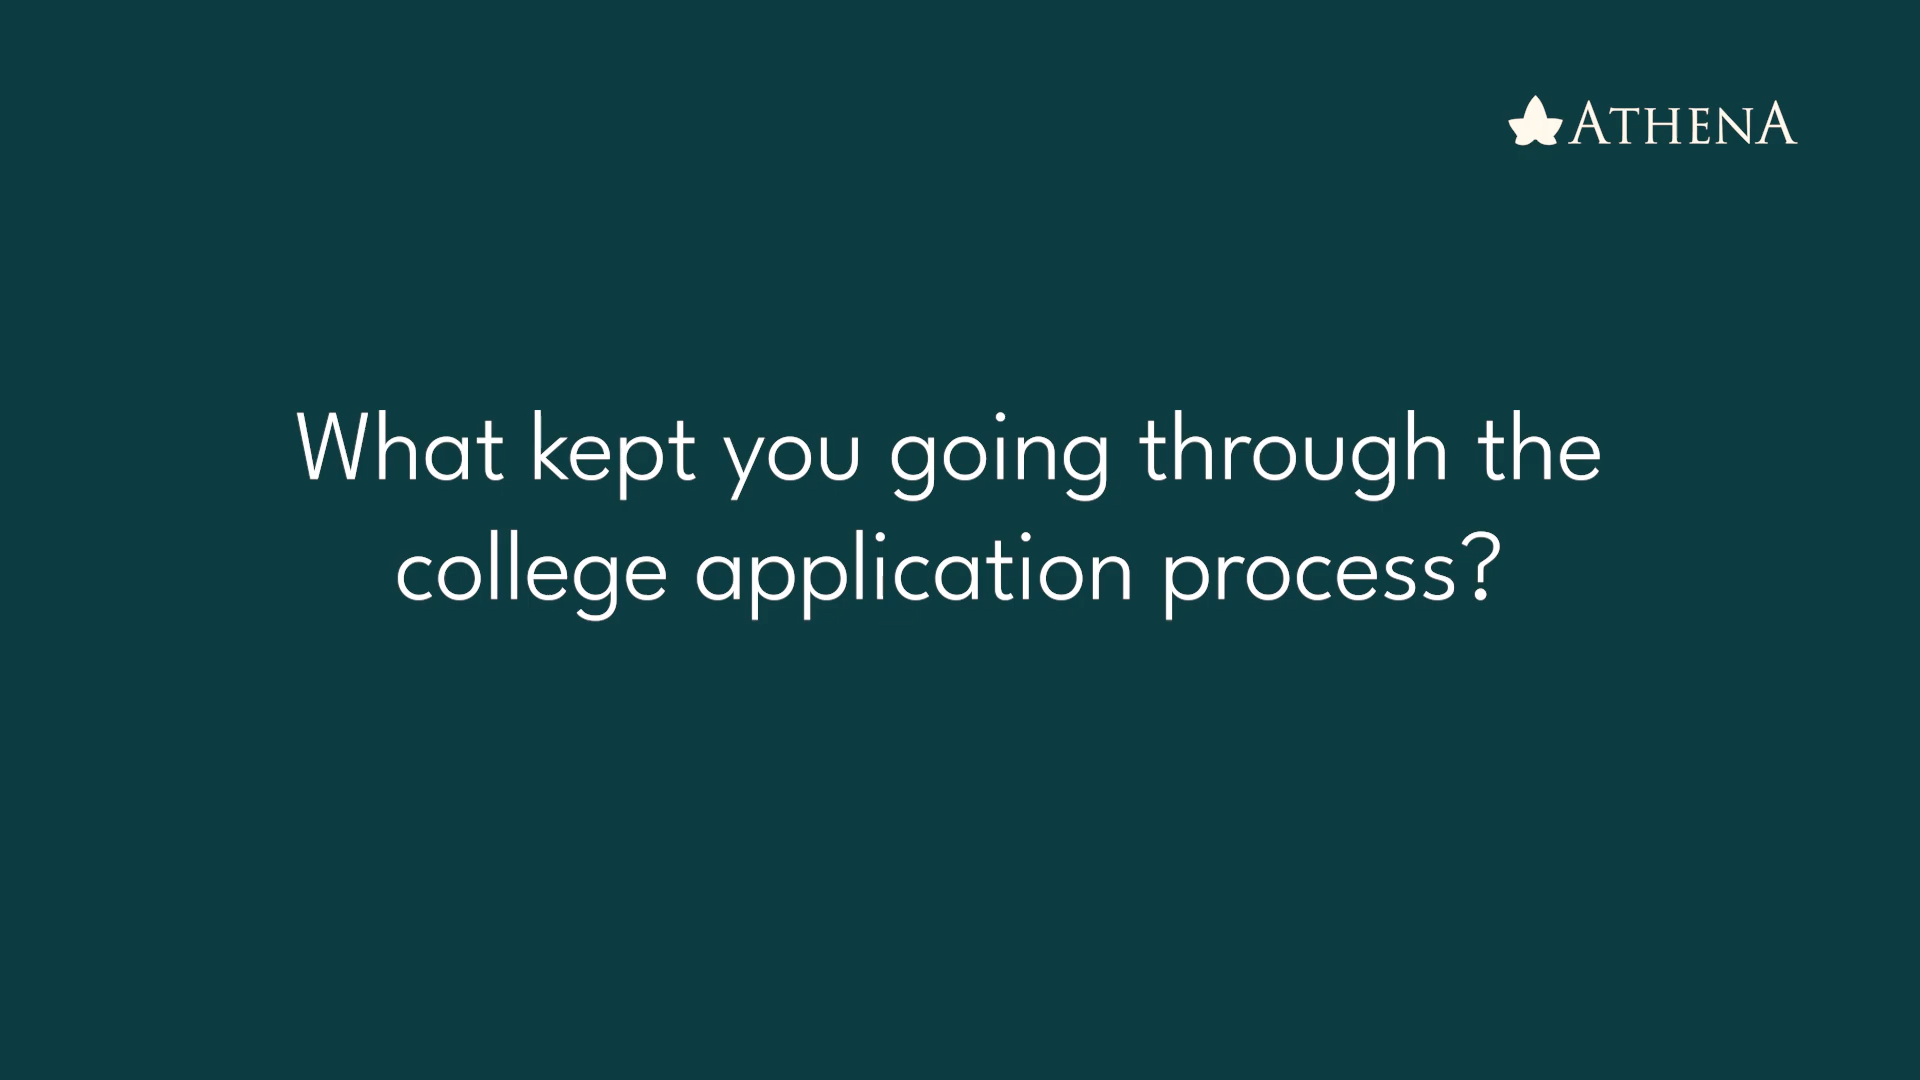 ATHENA
What kept you going through the
college application process?